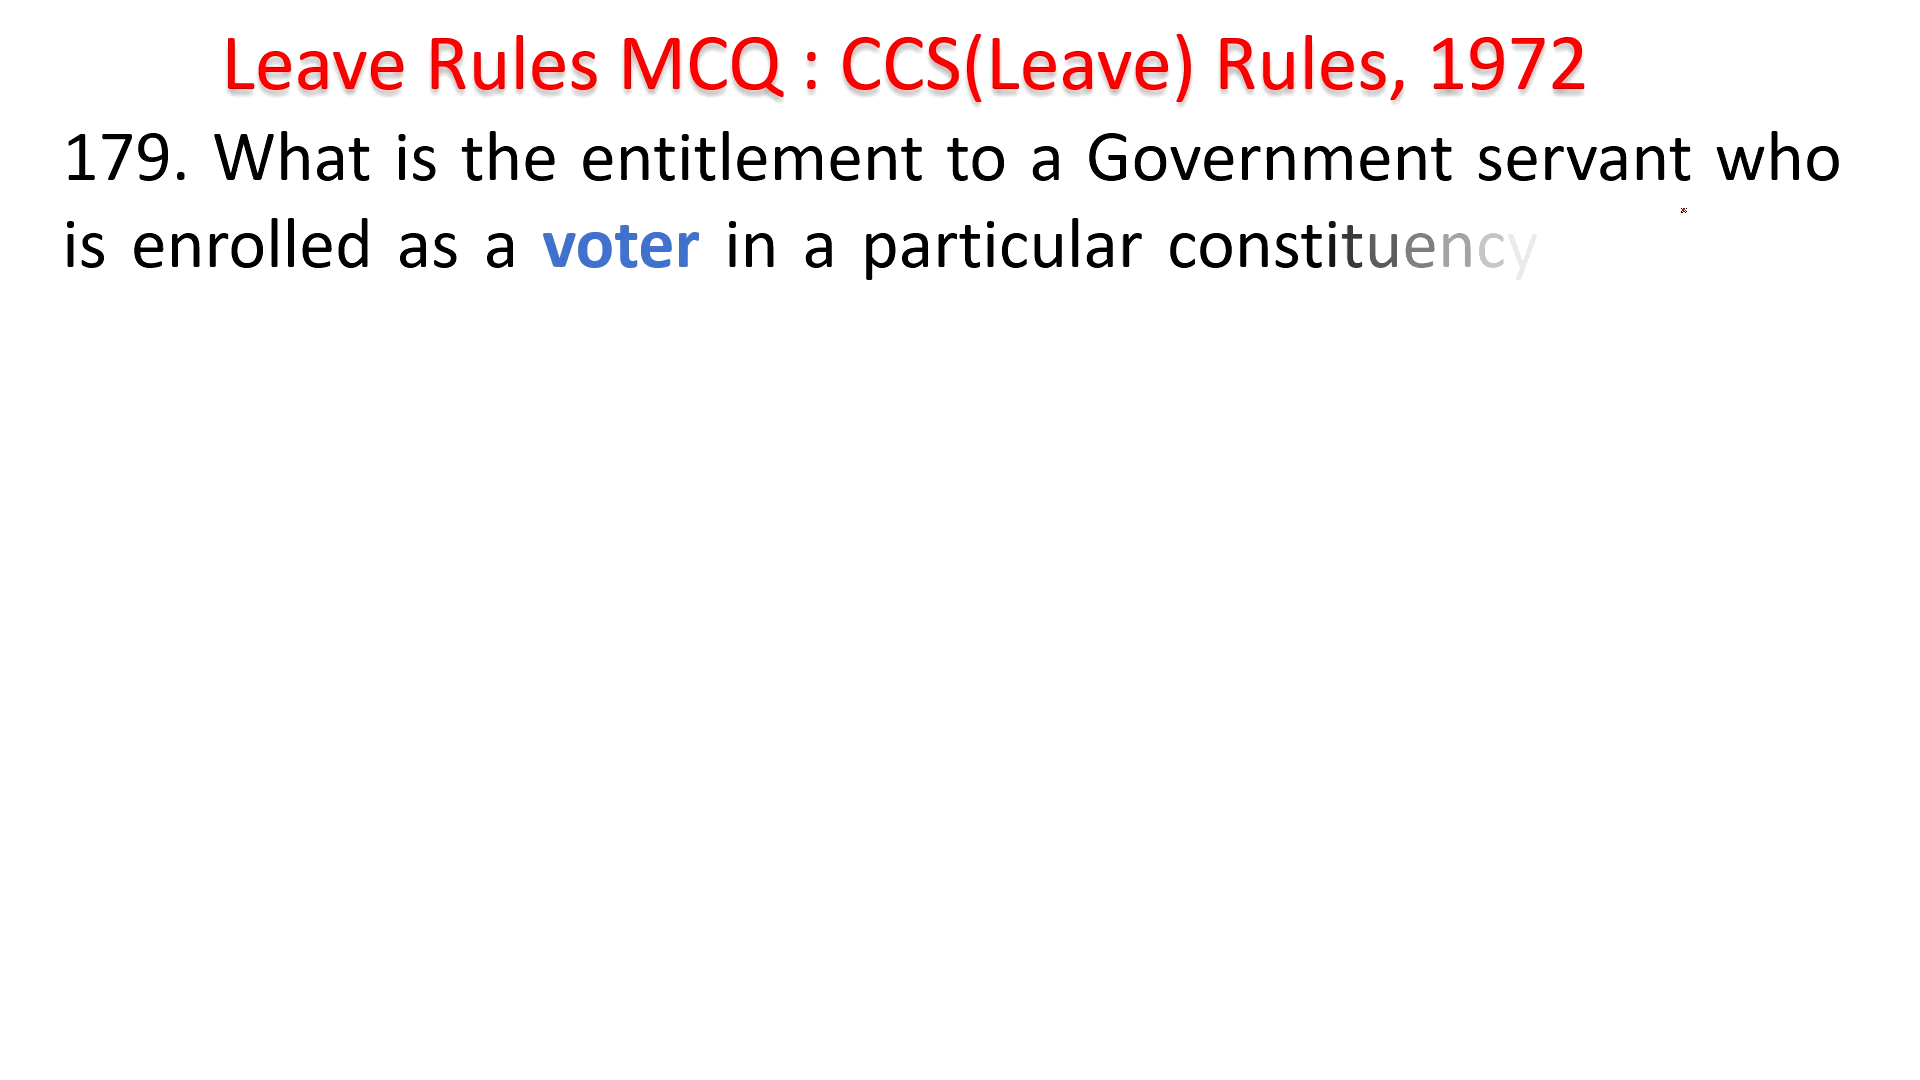 Leave Rules MCQ : CCS(Leave) Rules, 1972
179. What is the entitlement to a Government servant who
is enrolled as a voter in a particular constituency